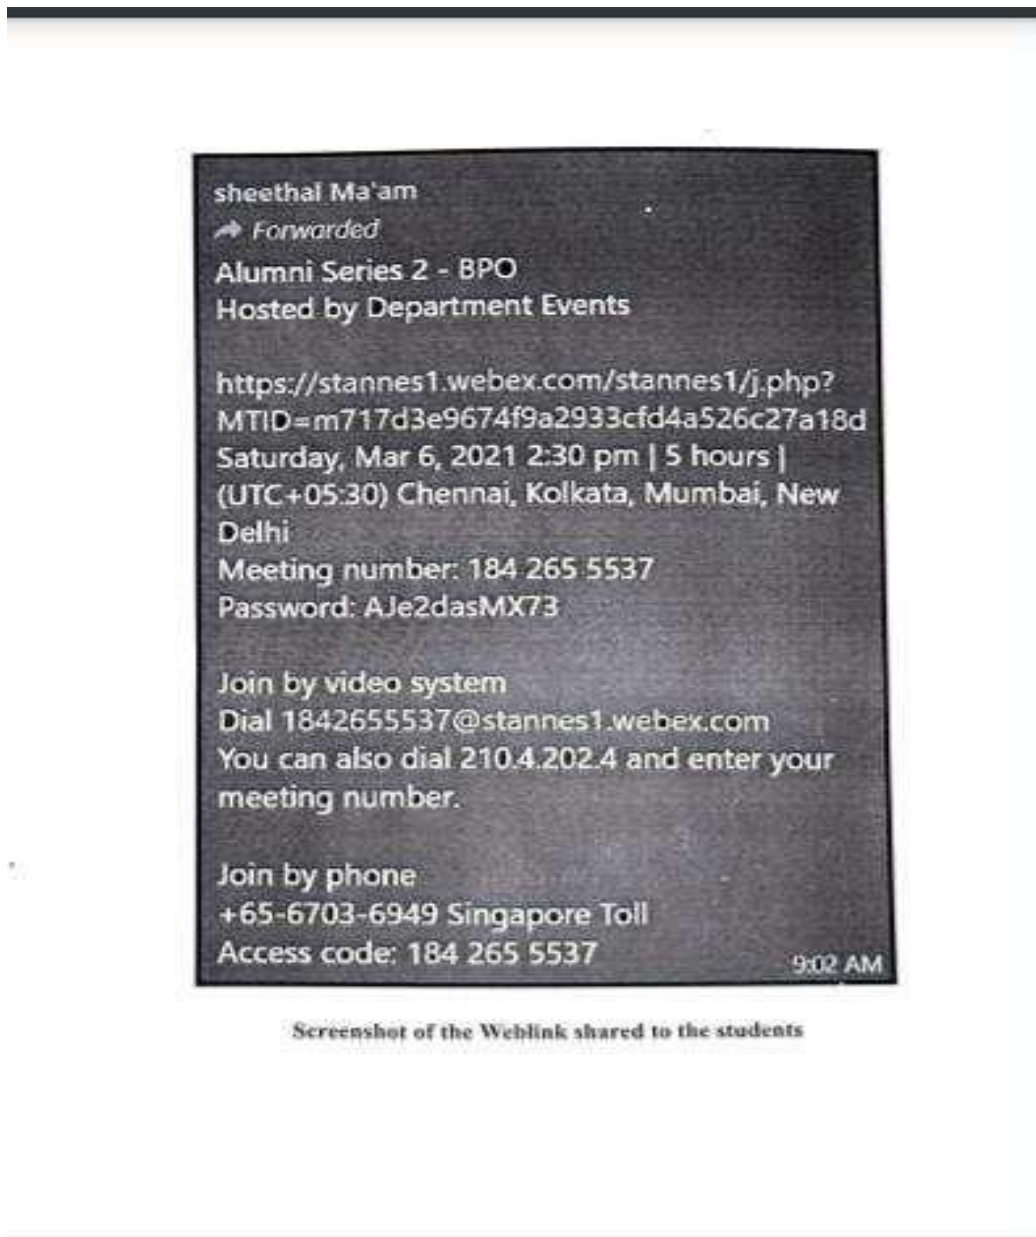 sheethal Ma'am
Forwarded
Alumni Series 2 - BPO
Hosted by Department Events
https://stannes1.webex.com/stannes1/j.php?
MTID=m717d3e9674f9a2933cfd4a526c27a18d
Saturday, Mar 6, 2021 2:30 pm | 5 hours |
(UTC+05:30) Chennai, Kolkata, Mumbai, New
Delhi
Meeting number: 184 265 5537
Password: AJe2dasMX73
Join by video system
Dial 1842655537@stannes1.webex.com
You can also dial 210.4.202.4 and enter your
meeting number.
Join by phone
+65-6703-6949 Singapore Toll
Access code: 184 265 5537
9:02 AM
Screenshot of the Weblink shared to the students